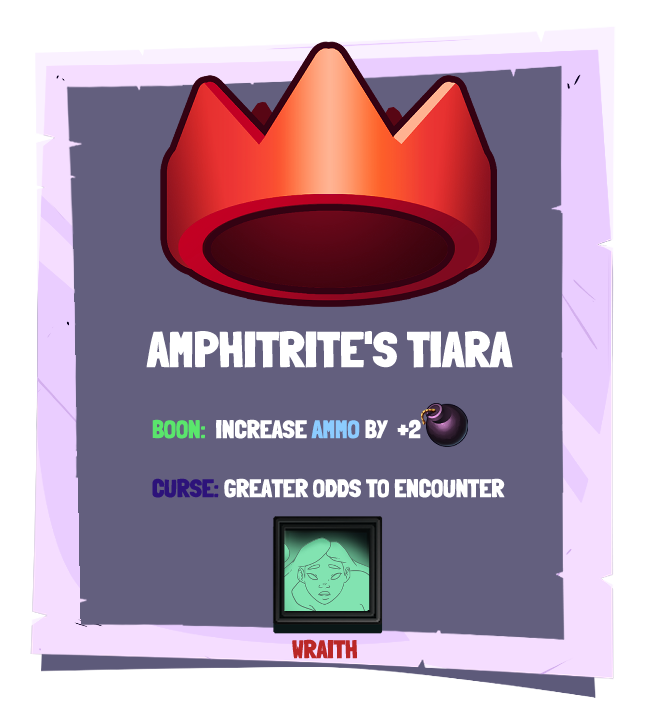 AMPHITRITE'S TIARA
BOON: INCREASE AMMO BY +2
CURSE: GREATER ODDS TO ENCOUNTER
WRAITH